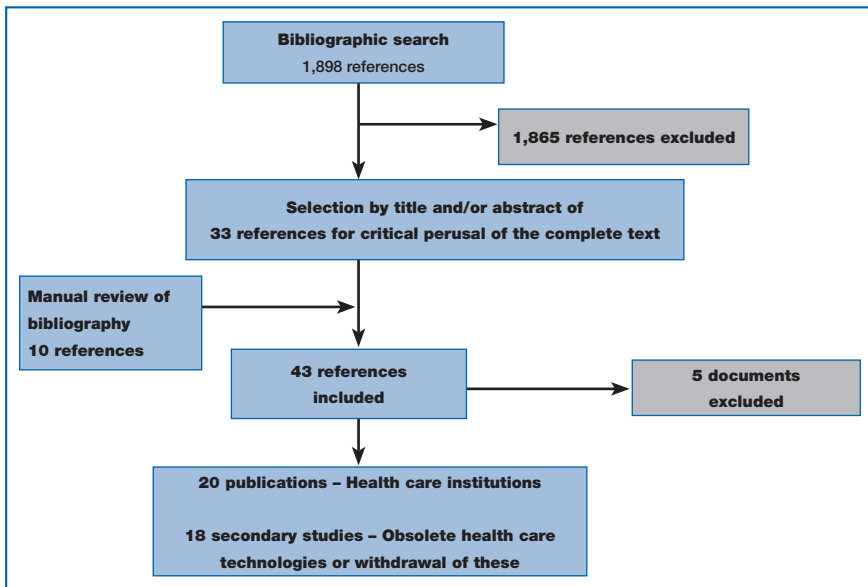 Bibliographic search
1,898 references
1,865 references excluded
Selection by title and/or abstract of
33 references for critical perusal of the complete text
Manual review of
bibliography
10 references
43 references
included
5 documents
excluded
20 publications – Health care institutions
18 secondary studies – Obsolete health care
technologies or withdrawal of these